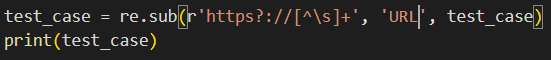 test_case = re.sub(r'https?://[^\s]+', 'URL', test_case)
print(test_case)